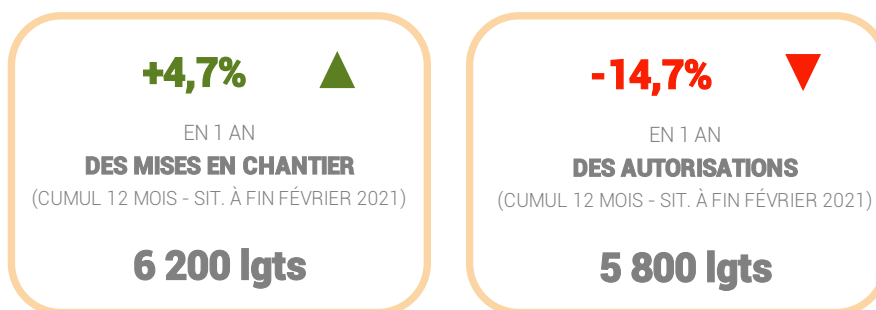 +4,7%
EN 1 AN
DES MISES EN CHANTIER
(CUMUL 12 MOIS - SIT. À FIN FÉVRIER 2021)
6 200 lgts
-14,7%
EN 1 AN
DES AUTORISATIONS
(CUMUL 12 MOIS - SIT. À FIN FÉVRIER 2021)
5 800 lgts